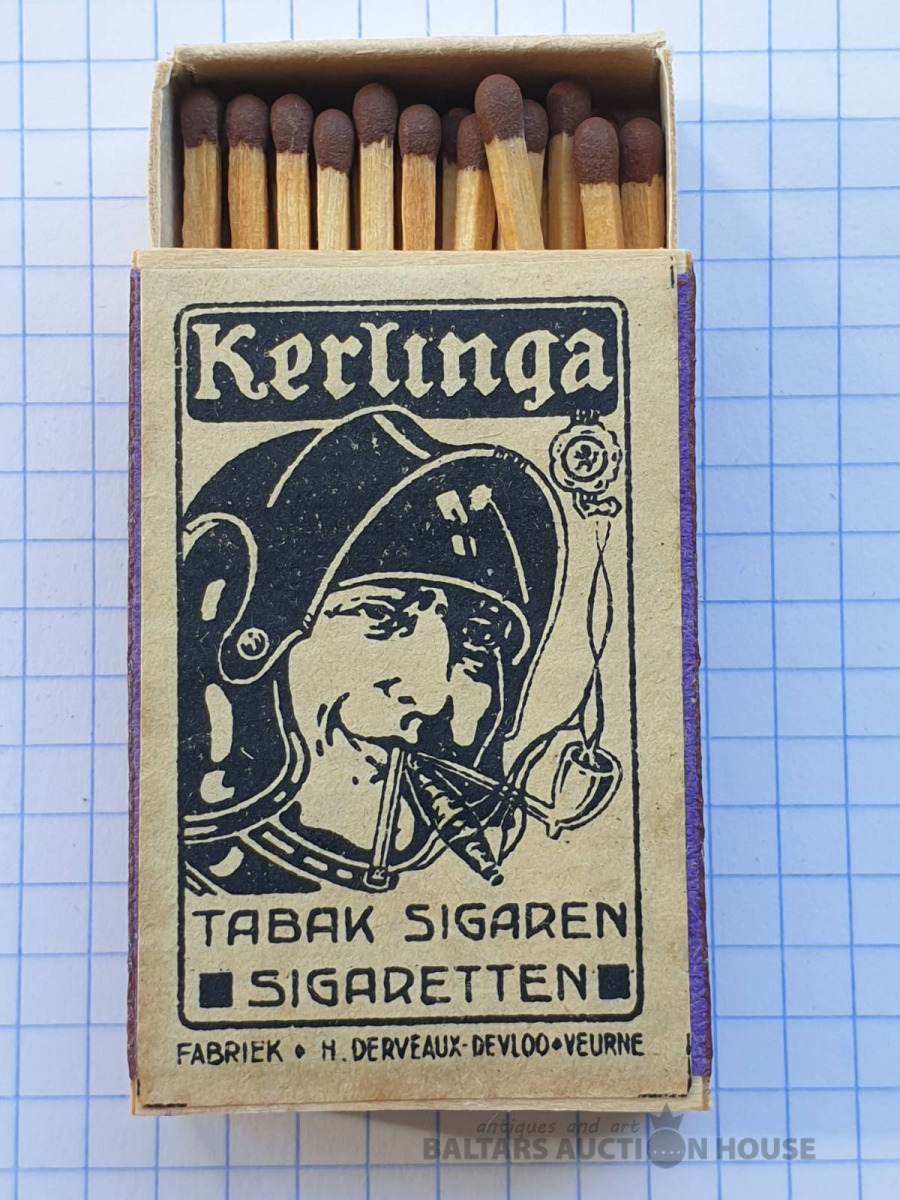 Kerlinga
TABAK SIGAREN
SIGARETTEN
FABRIEK • H. DERVEAUX-DEVLOO • VEURNE
antiques and art
BALTARS AUCTION HOUSE